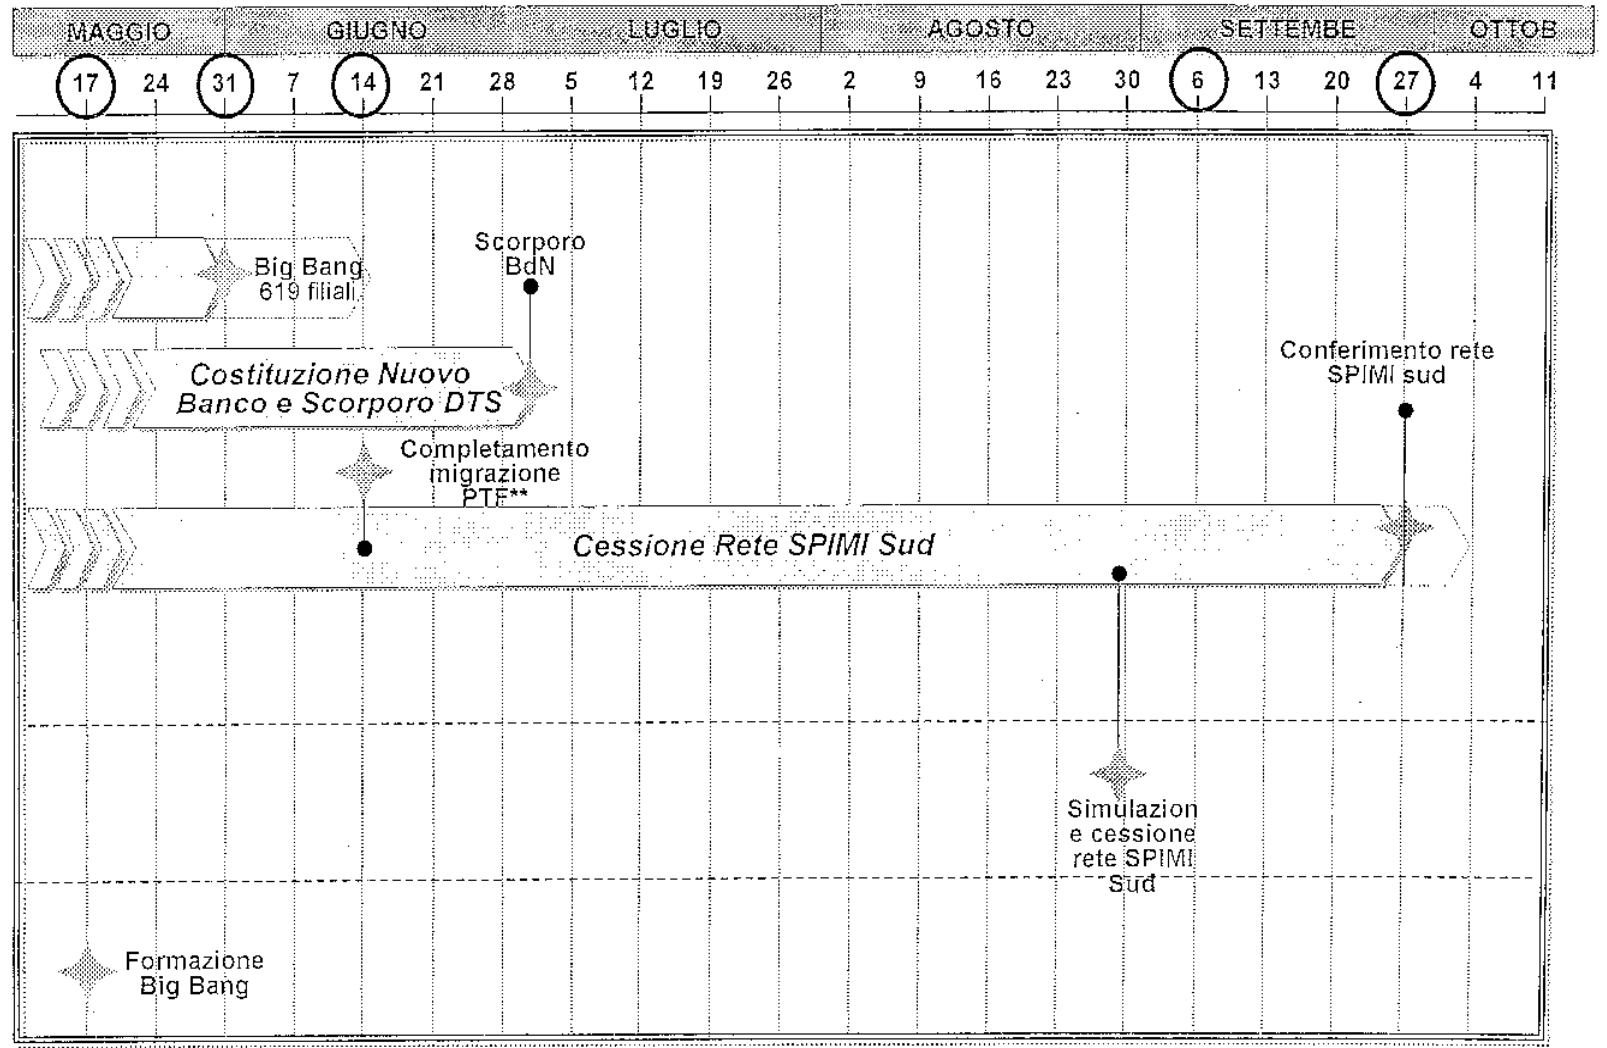 MAGGIO GIUGNO LUGLIO AGOSTO SETTEMBE OTTOB
17 24 31 7 14 21 28 5 12 19 26 2 9 16 23 30 6 13 20 27 4 11
Scorporo
BdN
Big Bang
619 filiali
Conferimento rete
SPIMI sud
Costituzione Nuovo
Banco e Scorporo DTS
Completamento
migrazione
PTF**
Cessione Rete SPIMI Sud
Simulazion
e cessione
rete SPIMI
Sud
Formazione
Big Bang